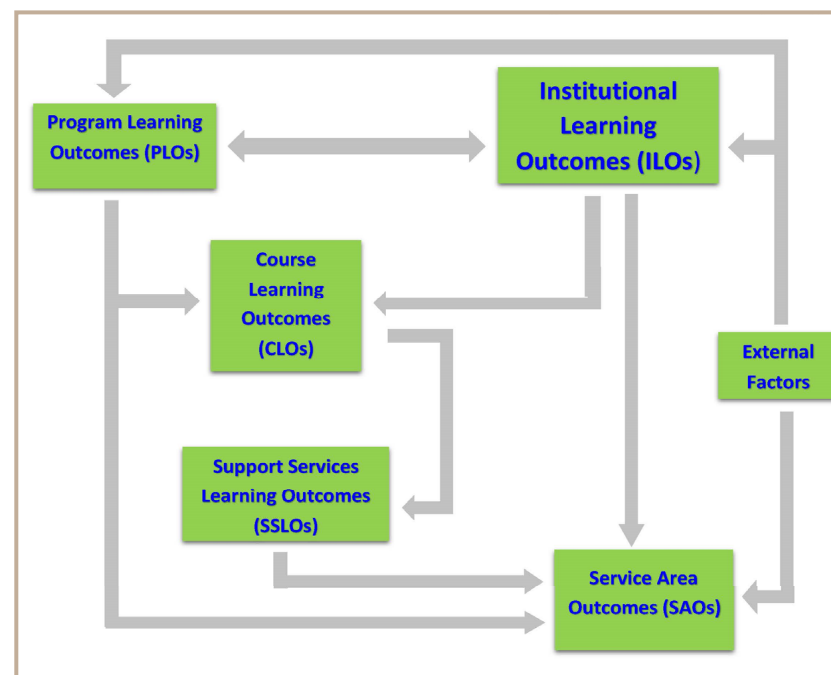 Program Learning
Outcomes (PLOs)
Institutional
Learning
Outcomes (ILOs)
Course
Learning
Outcomes
(CLOs)
External
Factors
Support Services
Learning Outcomes
(SSLOs)
Service Area
Outcomes (SAOs)